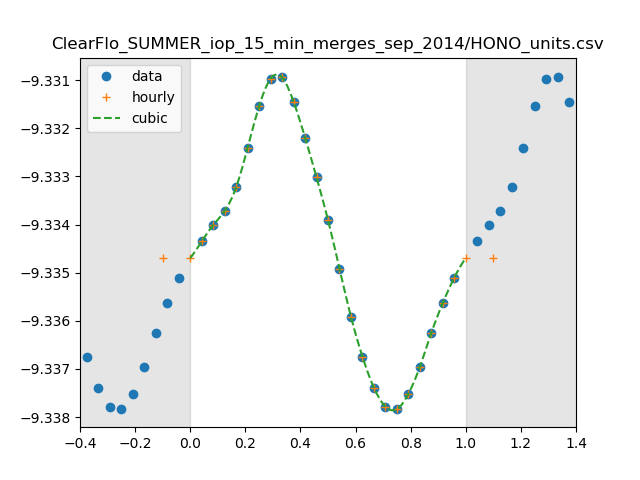 ClearFlo_SUMMER_iop_15_min_merges_sep_2014/HONO_units.csv
data
hourly
cubic
−9.331
−9.332
−9.333
−9.334
−9.335
−9.336
−9.337
−9.338
−0.4 −0.2 0.0 0.2 0.4 0.6 0.8 1.0 1.2 1.4